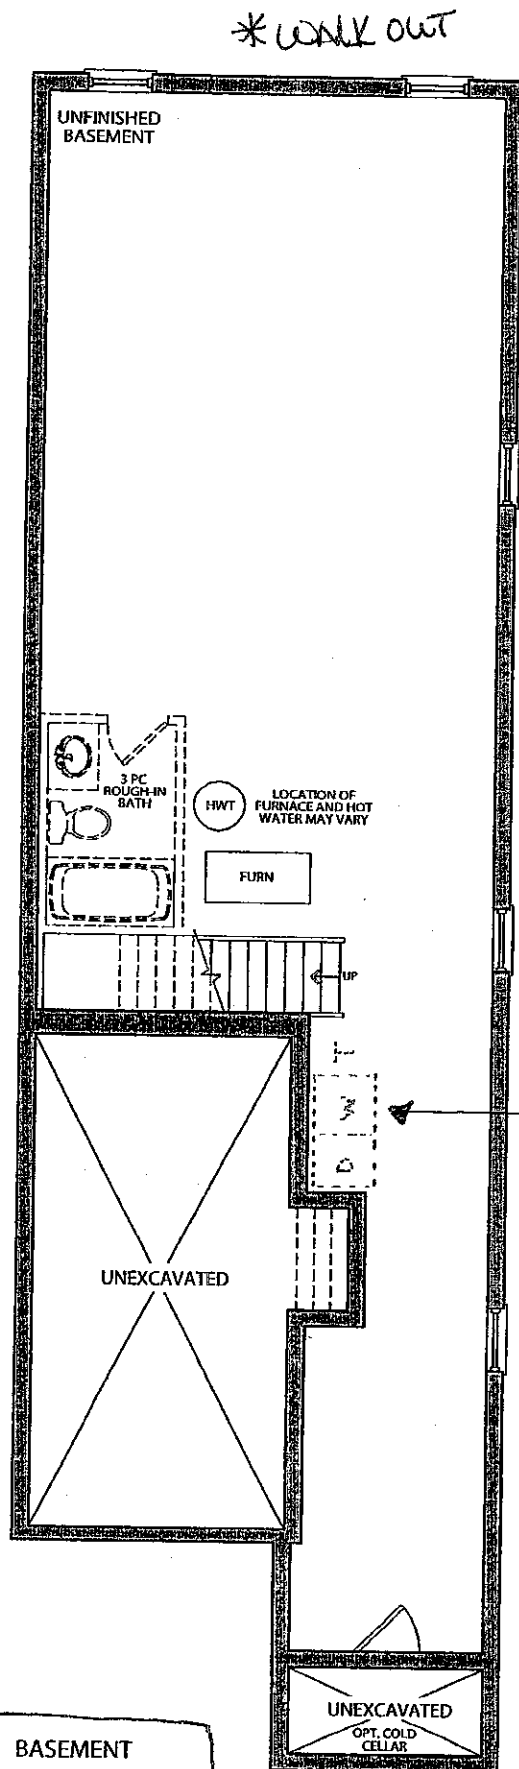 * WALK OUT
UNFINISHED
BASEMENT
3 PC
ROUGH-IN
BATH
HWT
LOCATION OF
FURNACE AND HOT
WATER MAY VARY
FURN
UP
W
D
UNEXCAVATED
UNEXCAVATED
OPT. COLD
CELLAR
BASEMENT